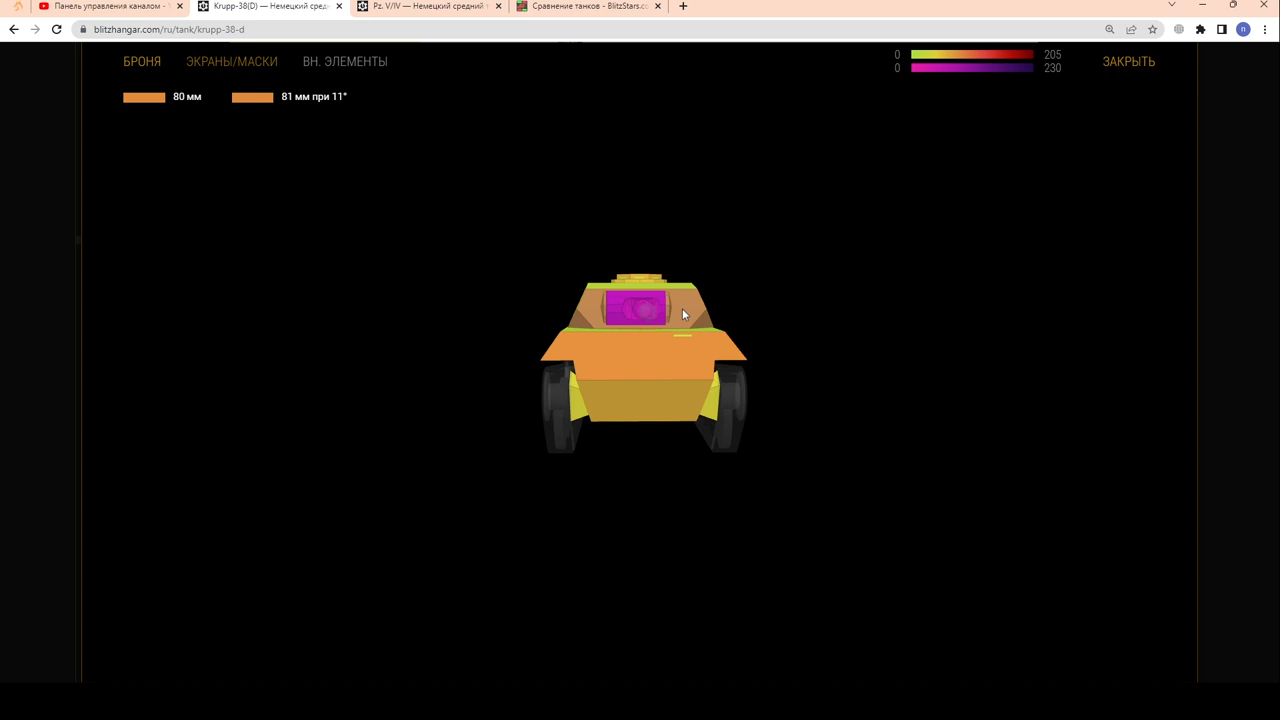 Панель управления каналом -
Krupp-38(D) — Немецкий сред
Pz. V/IV — Немецкий средний т
Сравнение танков - BlitzStars.co
blitzhangar.com/ru/tank/krupp-38-d
n
БРОНЯ
ЭКРАНЫ/МАСКИ
ВН. ЭЛЕМЕНТЫ
0
205
0
230
ЗАКРЫТЬ
80 мм
81 мм при 11°